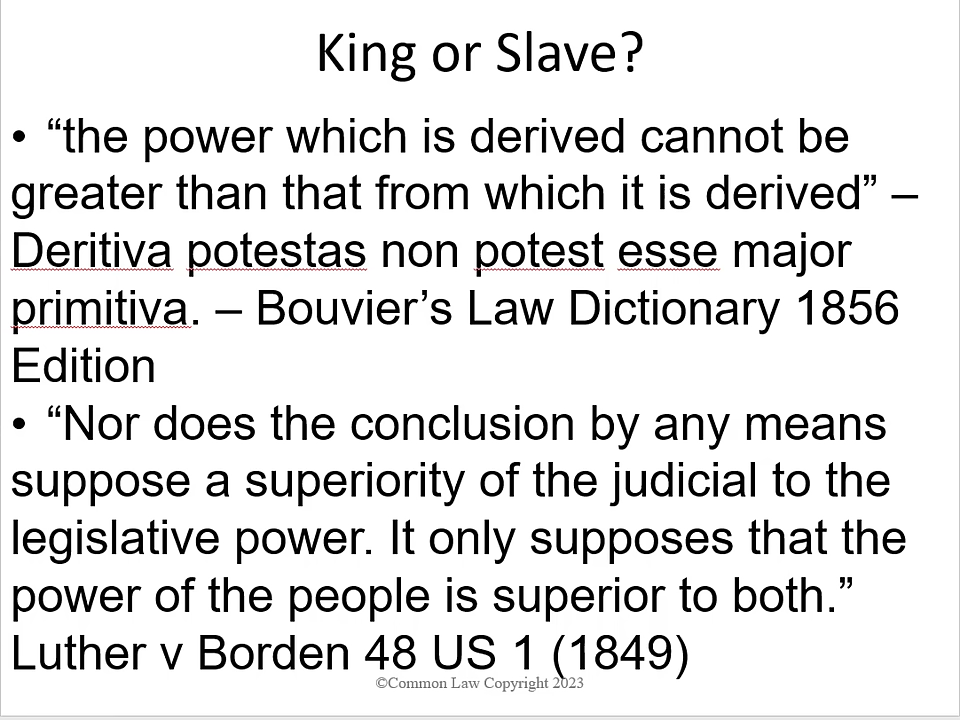 King or Slave?
• “the power which is derived cannot be
greater than that from which it is derived” –
Deritiva potestas non potest esse major
primitiva. – Bouvier’s Law Dictionary 1856
Edition
• “Nor does the conclusion by any means
suppose a superiority of the judicial to the
legislative power. It only supposes that the
power of the people is superior to both.”
Luther v Borden 48 US 1 (1849)
©Common Law Copyright 2023